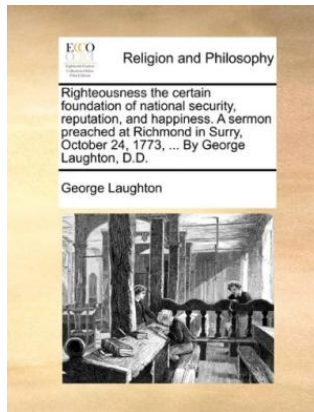 ECCO
Religion and Philosophy
Righteousness the certain
foundation of national security,
reputation, and happiness. A sermon
preached at Richmond in Surry,
October 24, 1773, ... By George
Laughton, D.D.
George Laughton